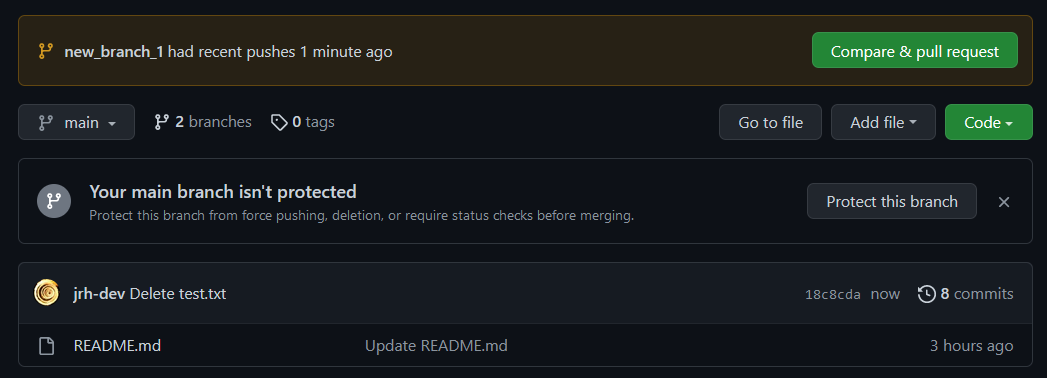 new_branch_1 had recent pushes 1 minute ago Compare & pull request
main 2 branches 0 tags Go to file Add file Code
Your main branch isn't protected
Protect this branch from force pushing, deletion, or require status checks before merging. Protect this branch
jrh-dev Delete test.txt 18c8cda now 8 commits
README.md Update README.md 3 hours ago